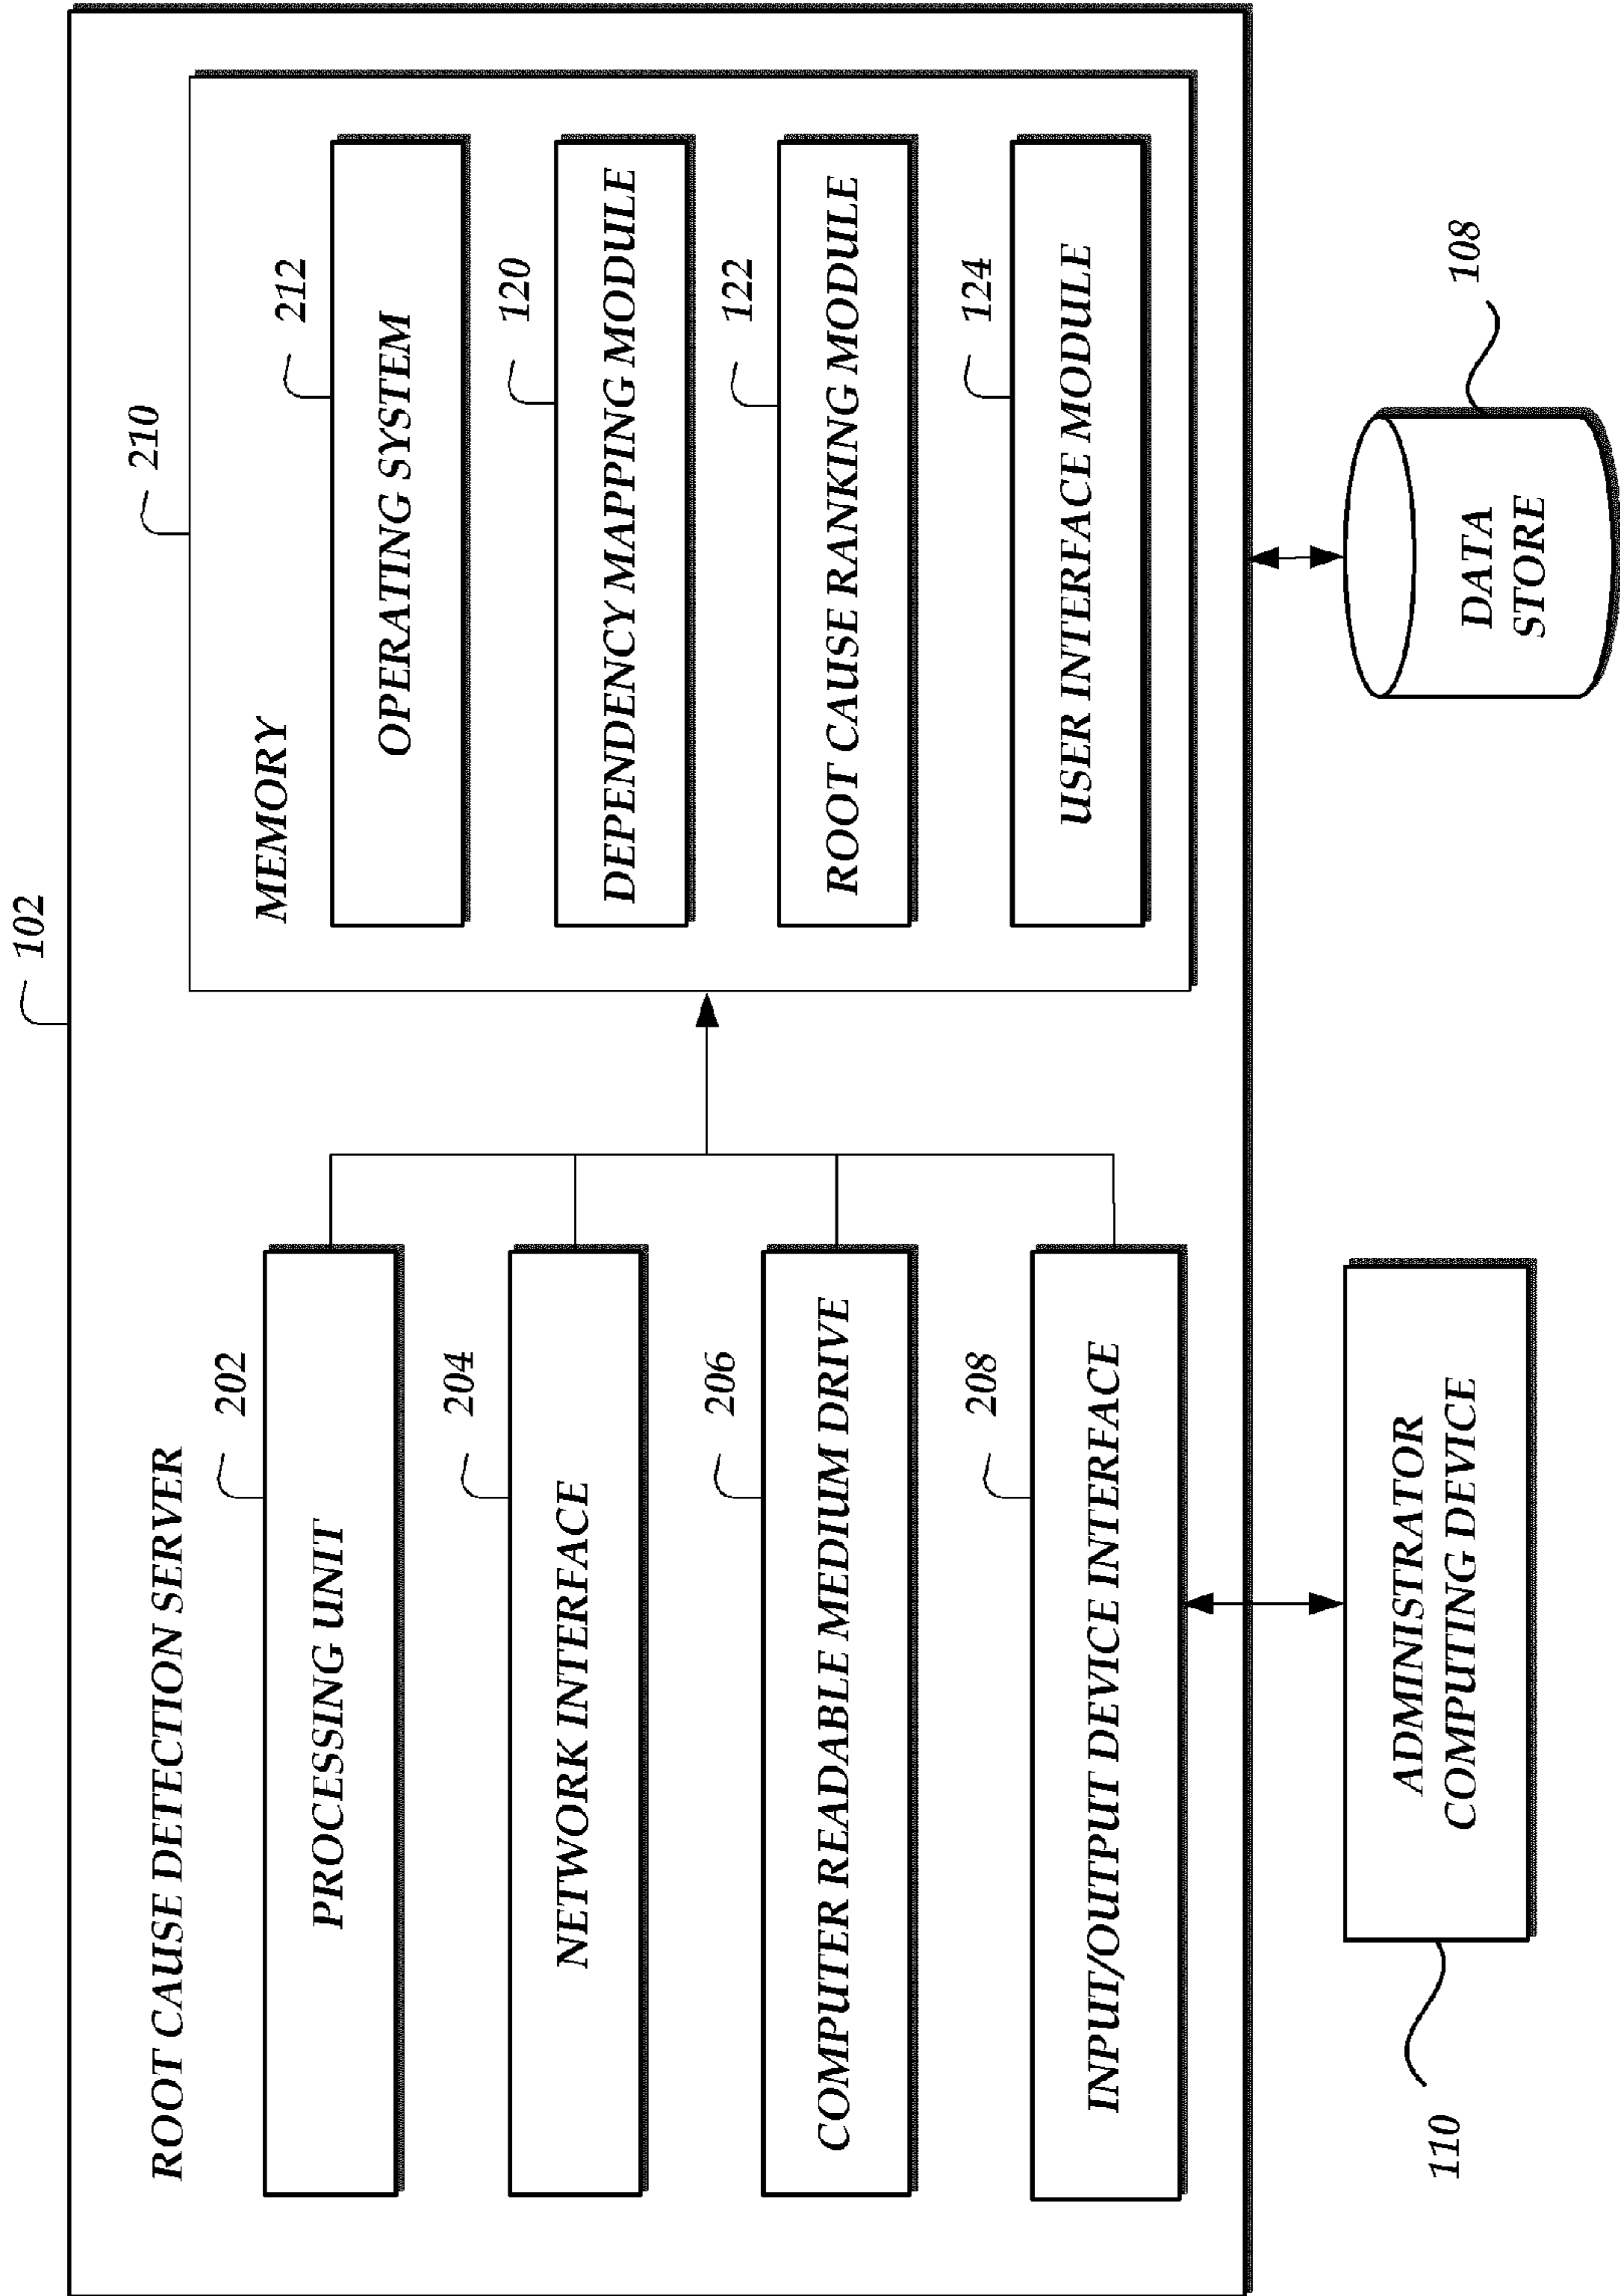 102
ROOT CAUSE DETECTION SERVER
202
PROCESSING UNIT
204
NETWORK INTERFACE
206
COMPUTER READABLE MEDIUM DRIVE
208
INPUT/OUTPUT DEVICE INTERFACE
210
MEMORY
212
OPERATING SYSTEM
120
DEPENDENCY MAPPING MODULE
122
ROOT CAUSE RANKING MODULE
124
USER INTERFACE MODULE
110
ADMINISTRATOR
COMPUTING DEVICE
DATA
STORE
108